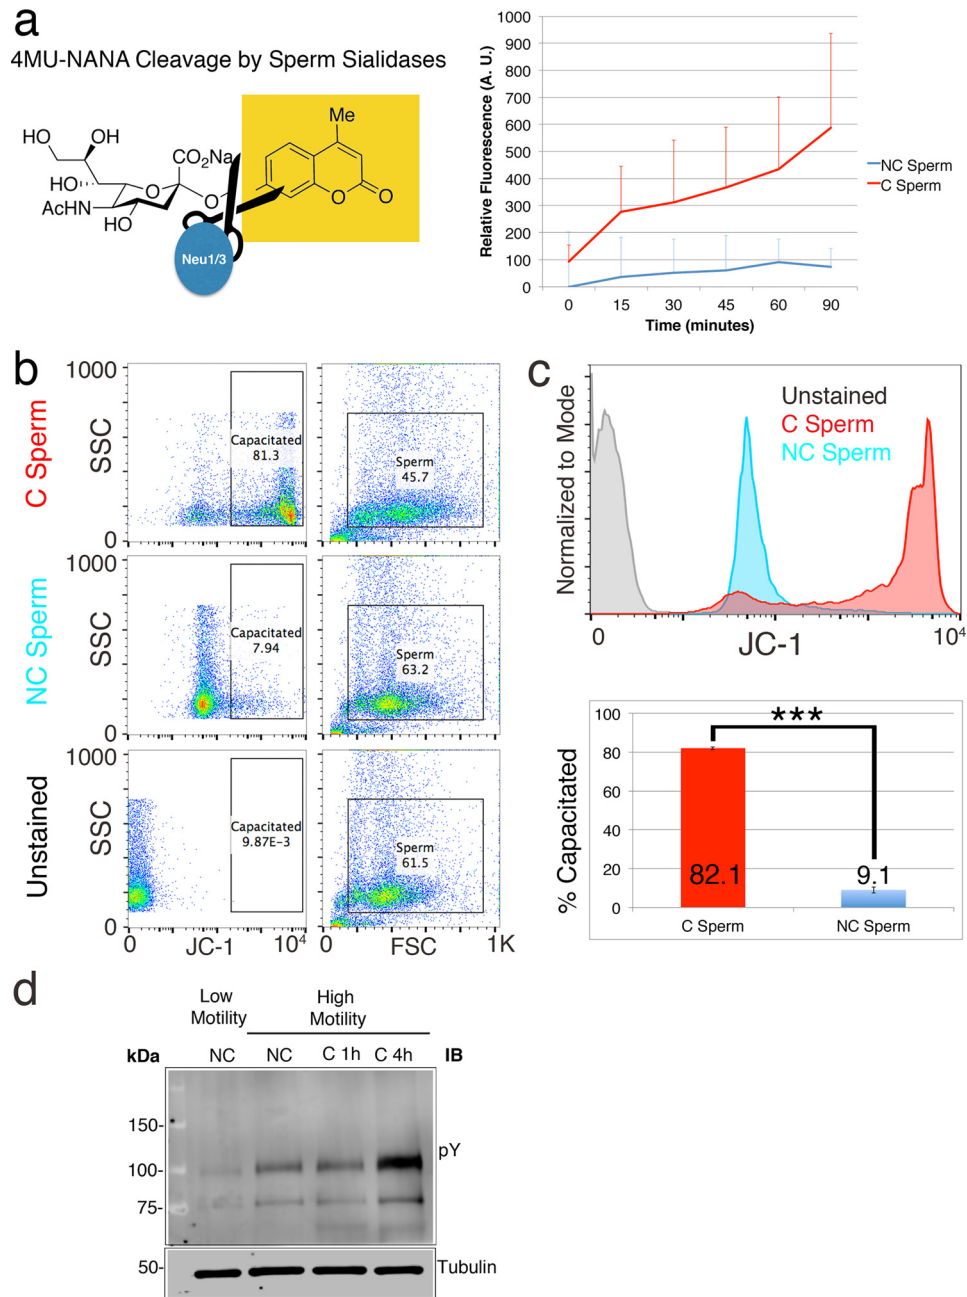 a
4MU-NANA Cleavage by Sperm Sialidases
HO
OH
CO₂Na
HO
O
O
AcHN
HO
Me
O
O
Neu1/3
Relative Fluorescence (A. U.)
1000
900
800
700
600
500
400
300
200
100
0
0 15 30 45 60 90
Time (minutes)
NC Sperm
C Sperm
b
C Sperm
SSC
1000
0
Capacitated
81.3
Sperm
45.7
NC Sperm
SSC
1000
0
Capacitated
7.94
Sperm
63.2
Unstained
SSC
1000
0
Capacitated
9.87E-3
Sperm
61.5
0 JC-1 10⁴
0 FSC 1K
c
Normalized to Mode
Unstained
C Sperm
NC Sperm
0 JC-1 10⁴
% Capacitated
100
80
60
40
20
0
***
82.1
9.1
C Sperm NC Sperm
d
Low Motility
High Motility
kDa NC NC C 1h C 4h IB
150-
100-
75-
pY
50-
Tubulin